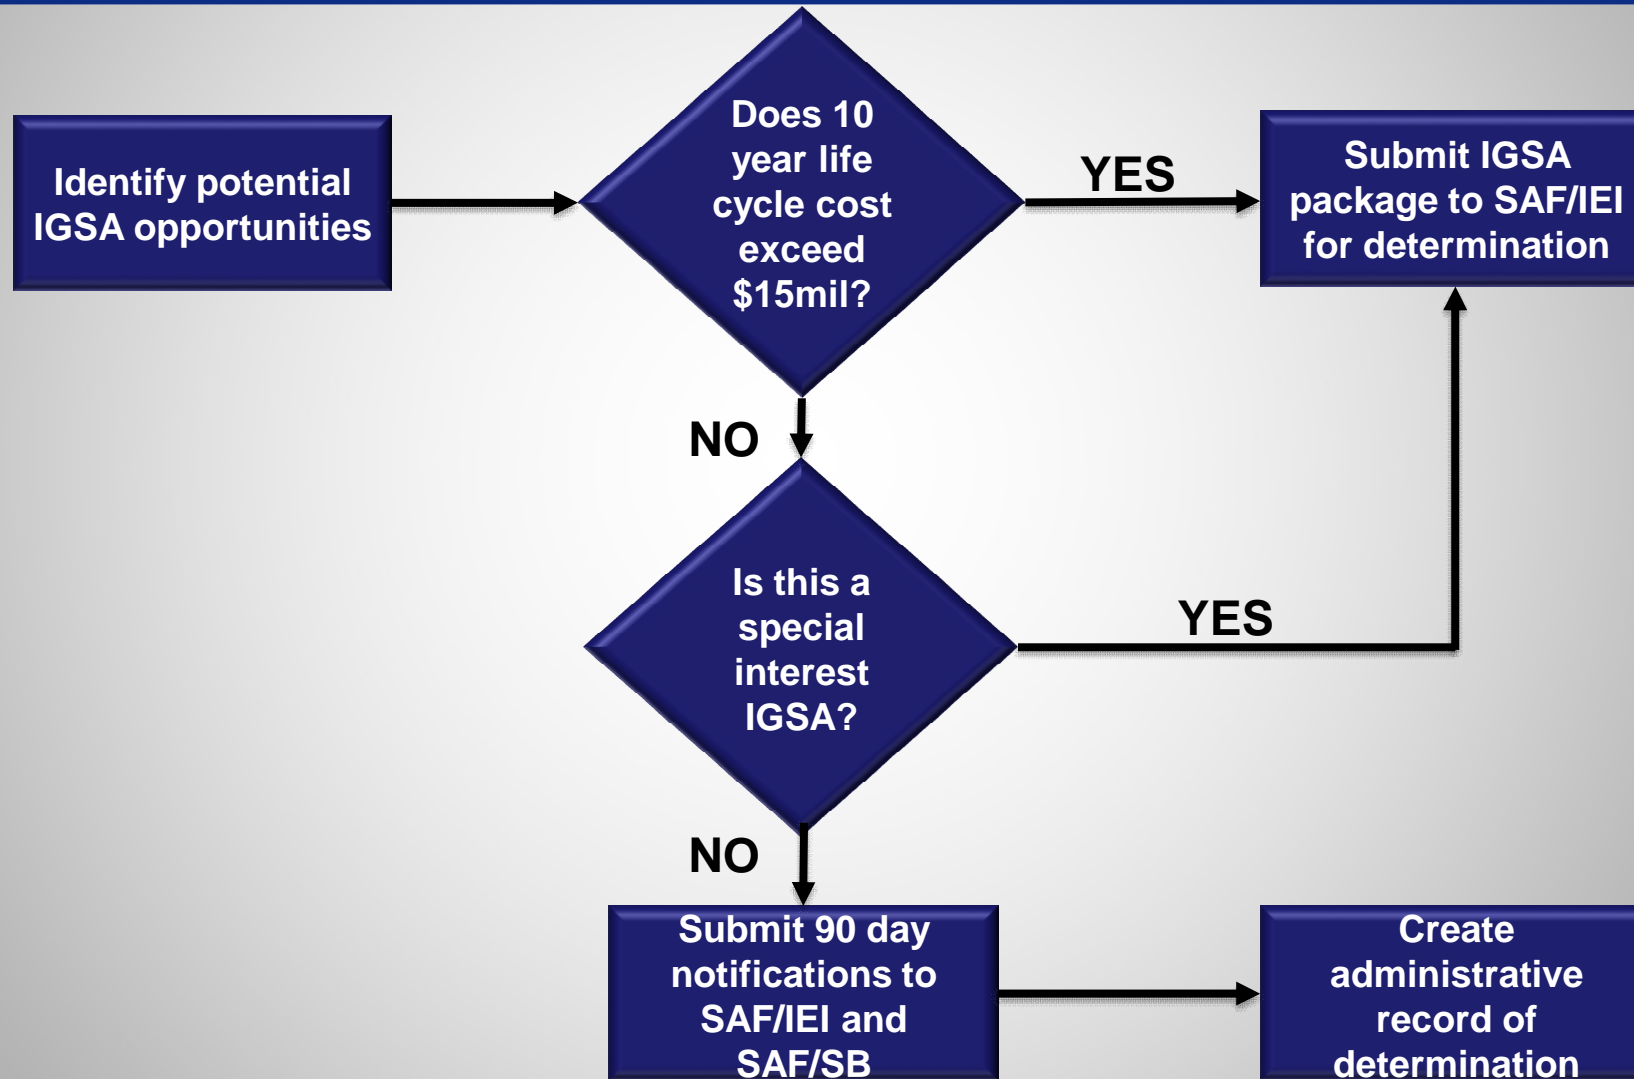 Identify potential
IGSA opportunities
Does 10
year life
cycle cost
exceed
$15mil?
YES
Submit IGSA
package to SAF/IEI
for determination
NO
Is this a
special
interest
IGSA?
YES
NO
Submit 90 day
notifications to
SAF/IEI and
SAF/SB
Create
administrative
record of
determination